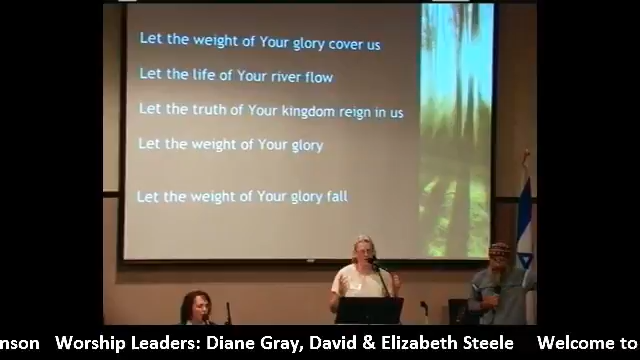 Let the weight of Your glory cover us
Let the life of Your river flow
Let the truth of Your kingdom reign in us
Let the weight of Your glory
Let the weight of Your glory fall
nson Worship Leaders: Diane Gray, David & Elizabeth Steele Welcome to